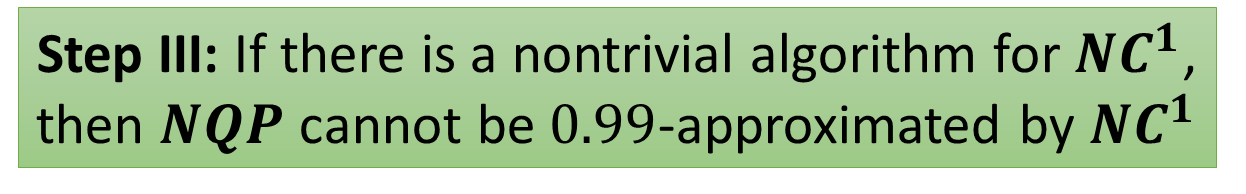 Step III: If there is a nontrivial algorithm for NC¹,
then NQP cannot be 0.99-approximated by NC¹